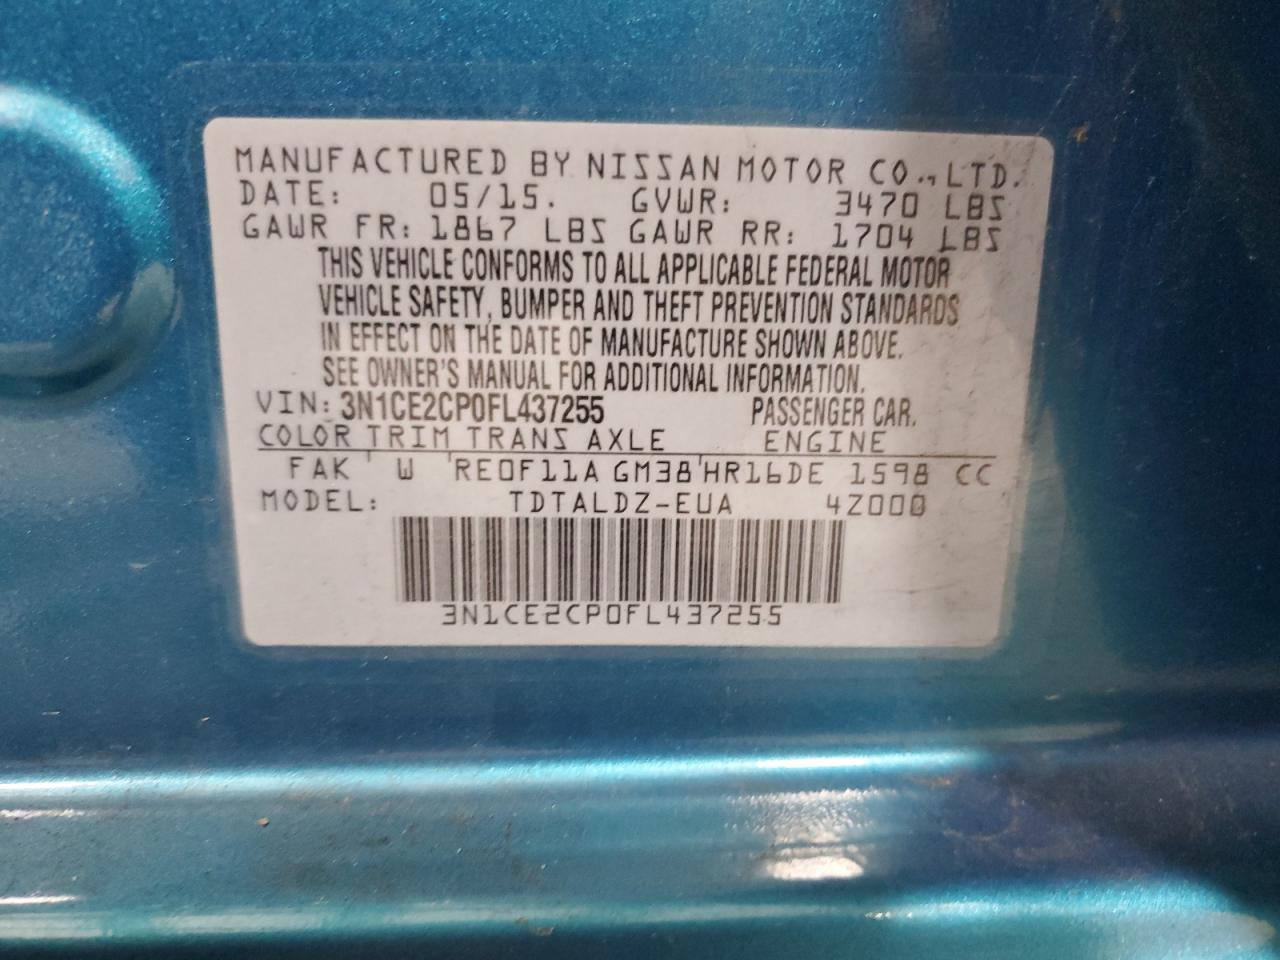 MANUFACTURED BY NISSAN MOTOR CO., LTD.
DATE: 05/15. GVWR: 3470 LBS
GAWR FR: 1867 LBS GAWR RR: 1704 LBS
THIS VEHICLE CONFORMS TO ALL APPLICABLE FEDERAL MOTOR
VEHICLE SAFETY, BUMPER AND THEFT PREVENTION STANDARDS
IN EFFECT ON THE DATE OF MANUFACTURE SHOWN ABOVE.
SEE OWNER'S MANUAL FOR ADDITIONAL INFORMATION.
VIN: 3N1CE2CP0FL437255 PASSENGER CAR.
COLOR TRIM TRANS AXLE ENGINE
FAK ' W ' RE0F11A GM38 ' HR16DE 1598 CC
MODEL: TDTALDZ-EUA 4Z000
3N1CE2CP0FL437255